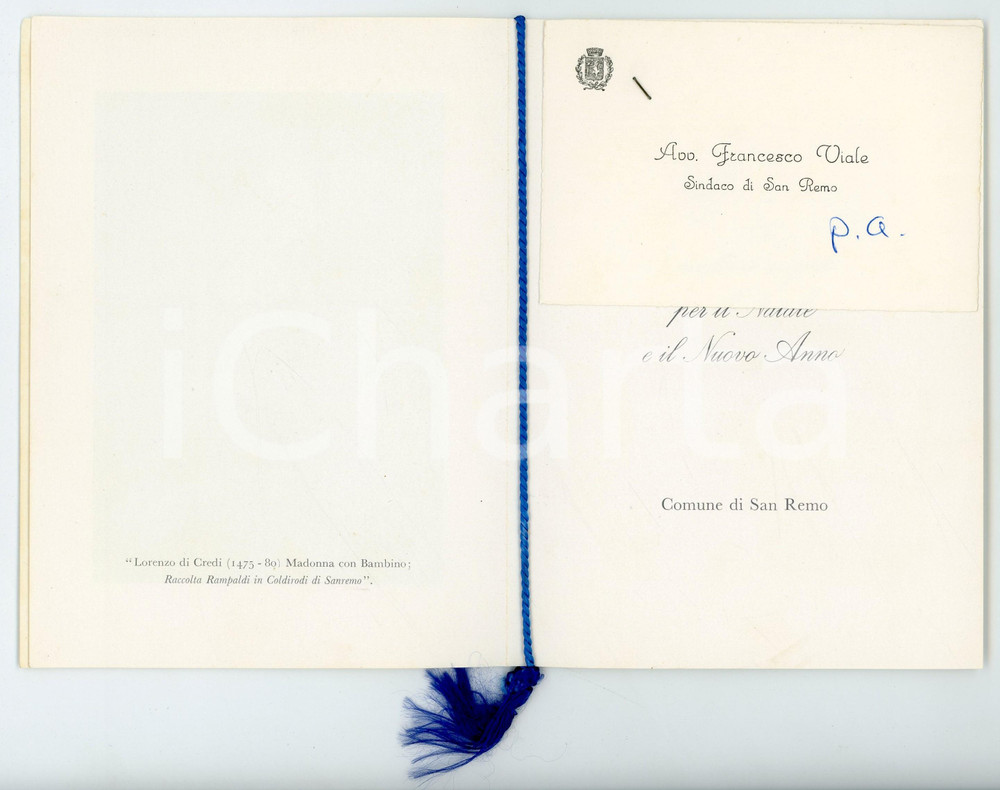 "Lorenzo di Credi (1475 - 80) Madonna con Bambino;
Raccolta Rampaldi in Coldirodi di Sanremo".
Avv. Francesco Viale
Sindaco di San Remo
p.a.
per il Natale
e il Nuovo Anno
Comune di San Remo
iCharta